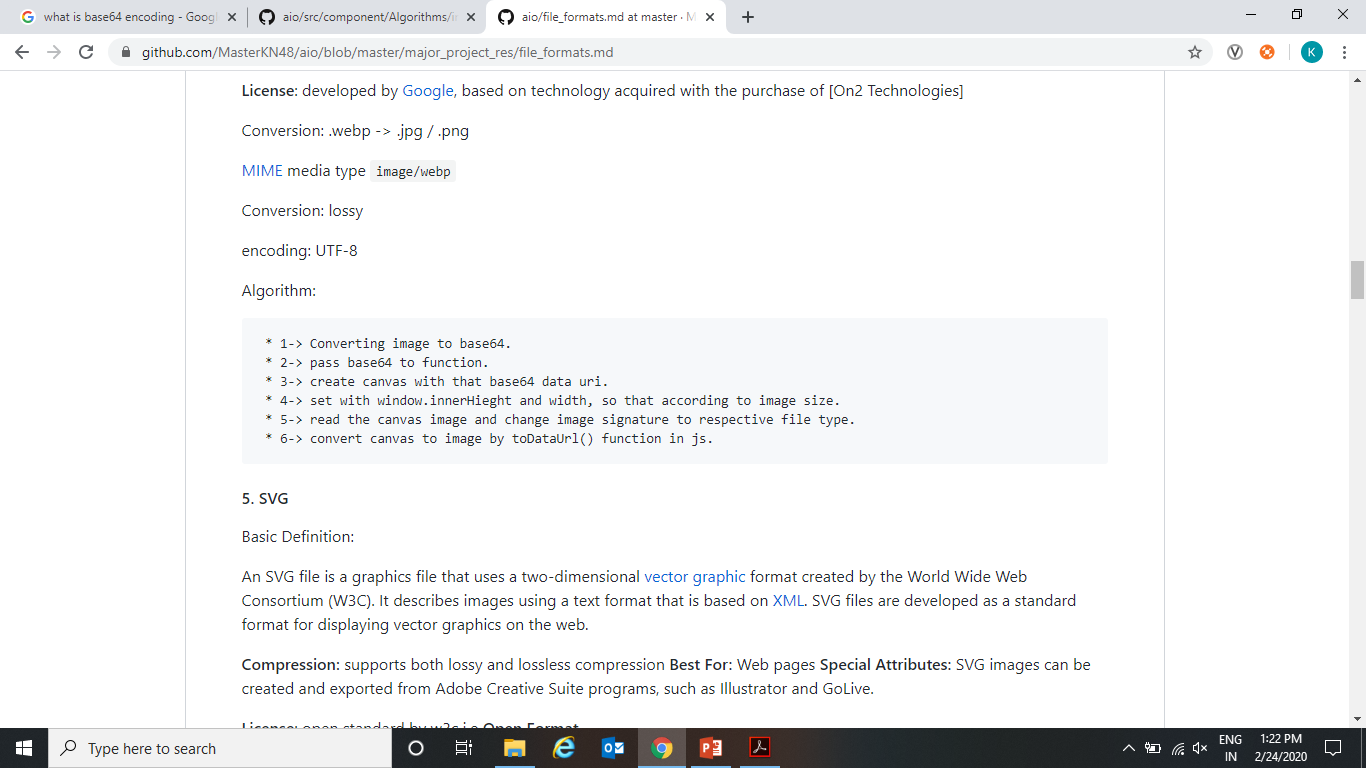 what is base64 encoding - Googl
aio/src/component/Algorithms/i
aio/file_formats.md at master · M
github.com/MasterKN48/aio/blob/master/major_project_res/file_formats.md
K
License: developed by Google, based on technology acquired with the purchase of [On2 Technologies]
Conversion: .webp -> .jpg / .png
MIME media type image/webp
Conversion: lossy
encoding: UTF-8
Algorithm:
* 1-> Converting image to base64.
* 2-> pass base64 to function.
* 3-> create canvas with that base64 data uri.
* 4-> set with window.innerHieght and width, so that according to image size.
* 5-> read the canvas image and change image signature to respective file type.
* 6-> convert canvas to image by toDataUrl() function in js.
5. SVG
Basic Definition:
An SVG file is a graphics file that uses a two-dimensional vector graphic format created by the World Wide Web
Consortium (W3C). It describes images using a text format that is based on XML. SVG files are developed as a standard
format for displaying vector graphics on the web.
Compression: supports both lossy and lossless compression Best For: Web pages Special Attributes: SVG images can be
created and exported from Adobe Creative Suite programs, such as Illustrator and GoLive.
License: open standard by w3c i.e Open Format
Type here to search
ENG
IN
1:22 PM
2/24/2020